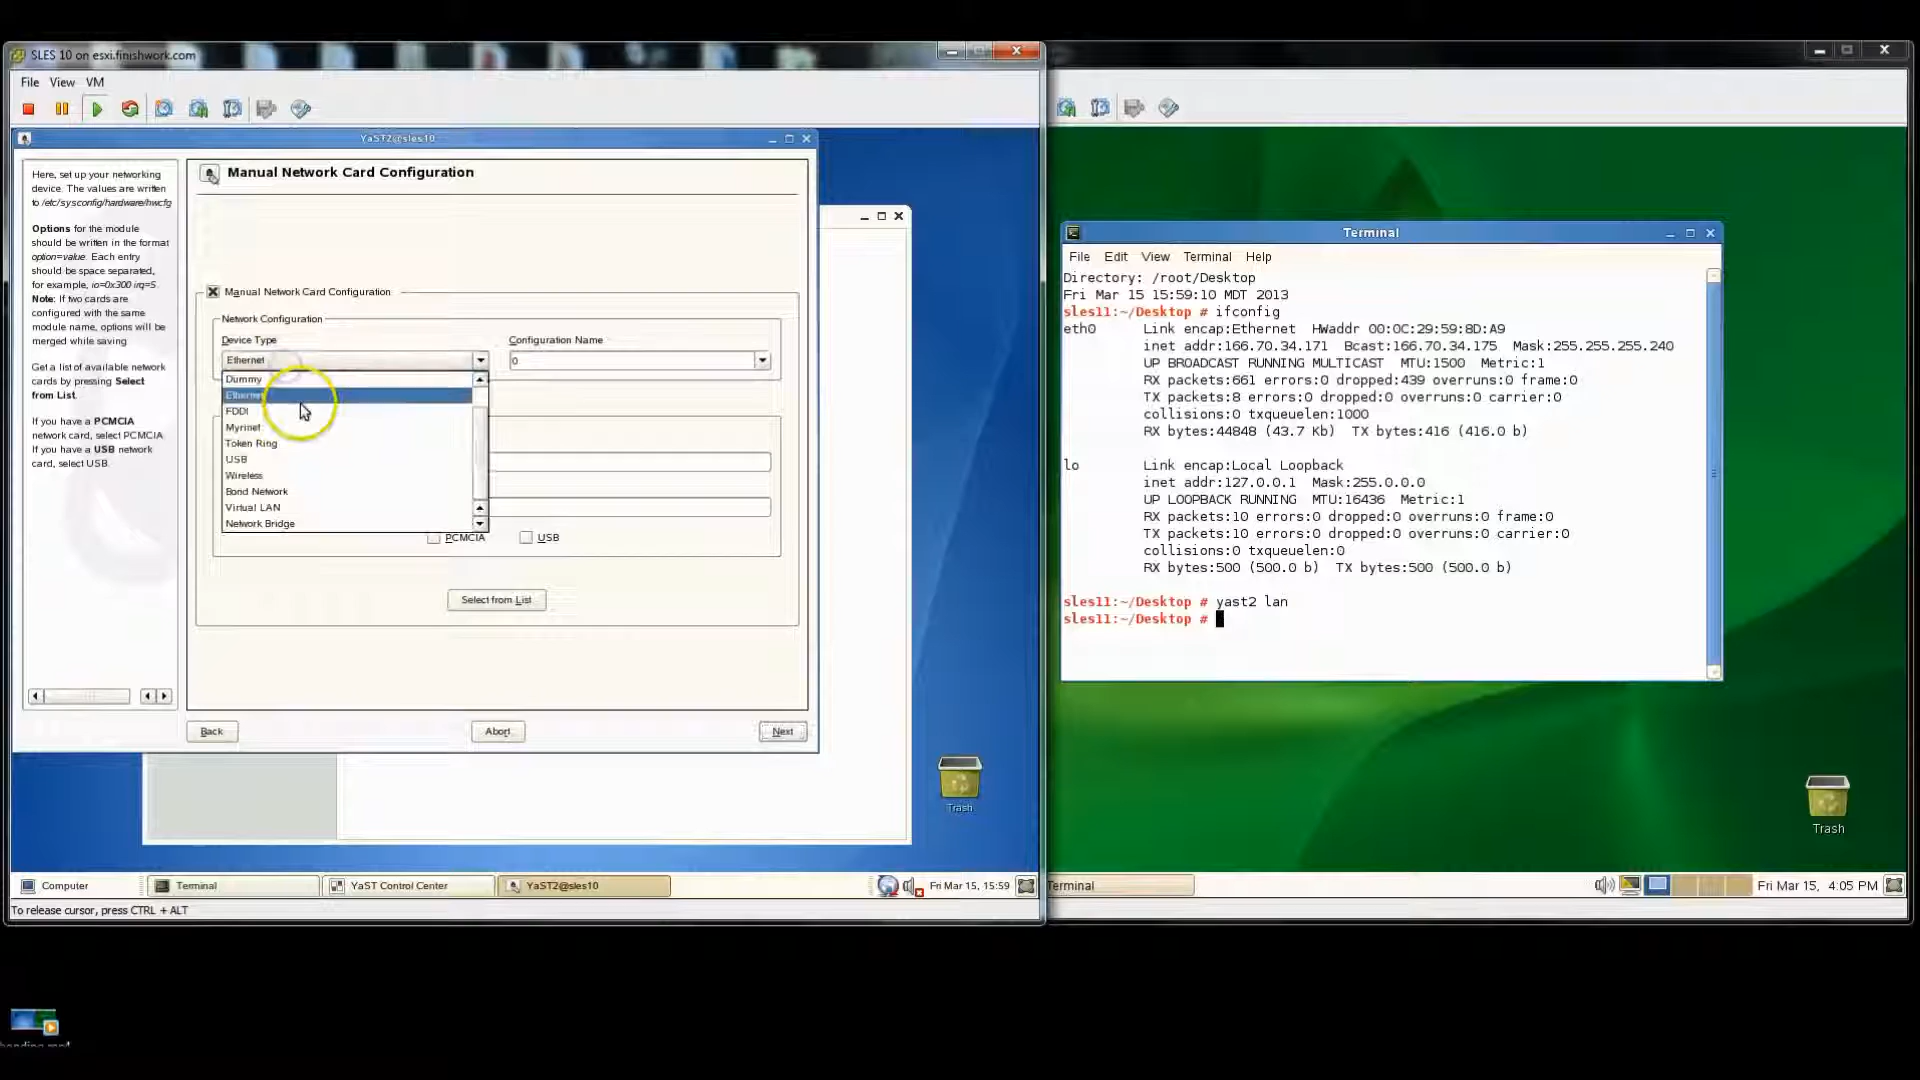 SLES 10 on esxi.finishwork.com
File View VM
YaST2@sles10
Here, set up your networking
device. The values are written
to /etc/sysconfig/hardware/hwcfg
Options for the module
should be written in the format
option=value. Each entry
should be space separated,
for example, io=0x300 irq=5.
Note: If two cards are
configured with the same
module name, options will be
merged while saving
Get a list of available network
cards by pressing Select
from List.
If you have a PCMCIA
network card, select PCMCIA
If you have a USB network
card, select USB.
Manual Network Card Configuration
Manual Network Card Configuration
Network Configuration
Device Type
Configuration Name
Ethernet
0
Dummy
Ethernet
FDDI
Myrinet
Token Ring
USB
Wireless
Bond Network
Virtual LAN
Network Bridge
PCMCIA
USB
Select from List
Back
Abort
Next
Trash
Computer
Terminal
YaST Control Center
YaST2@sles10
Fri Mar 15, 15:59
To release cursor, press CTRL + ALT
Terminal
File Edit View Terminal Help
Directory: /root/Desktop
Fri Mar 15 15:59:10 MDT 2013
sles11:~/Desktop # ifconfig
eth0 Link encap:Ethernet HWaddr 00:0C:29:59:8D:A9
inet addr:166.70.34.171 Bcast:166.70.34.175 Mask:255.255.255.240
UP BROADCAST RUNNING MULTICAST MTU:1500 Metric:1
RX packets:661 errors:0 dropped:439 overruns:0 frame:0
TX packets:8 errors:0 dropped:0 overruns:0 carrier:0
collisions:0 txqueuelen:1000
RX bytes:44848 (43.7 Kb) TX bytes:416 (416.0 b)
lo Link encap:Local Loopback
inet addr:127.0.0.1 Mask:255.0.0.0
UP LOOPBACK RUNNING MTU:16436 Metric:1
RX packets:10 errors:0 dropped:0 overruns:0 frame:0
TX packets:10 errors:0 dropped:0 overruns:0 carrier:0
collisions:0 txqueuelen:0
RX bytes:500 (500.0 b) TX bytes:500 (500.0 b)
sles11:~/Desktop # yast2 lan
sles11:~/Desktop #
Trash
Terminal
Fri Mar 15, 4:05 PM